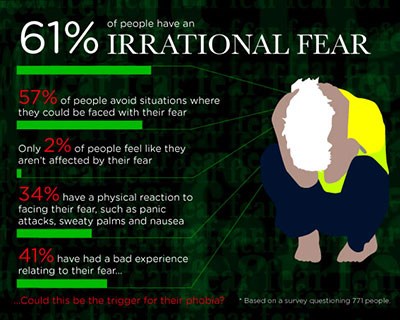 61% of people have an
IRRATIONAL FEAR
57% of people avoid situations where
they could be faced with their fear
Only 2% of people feel like they
aren't affected by their fear
34% have a physical reaction to
facing their fear, such as panic
attacks, sweaty palms and nausea
41% have had a bad experience
relating to their fear...
...Could this be the trigger for their phobia?
* Based on a survey questioning 771 people